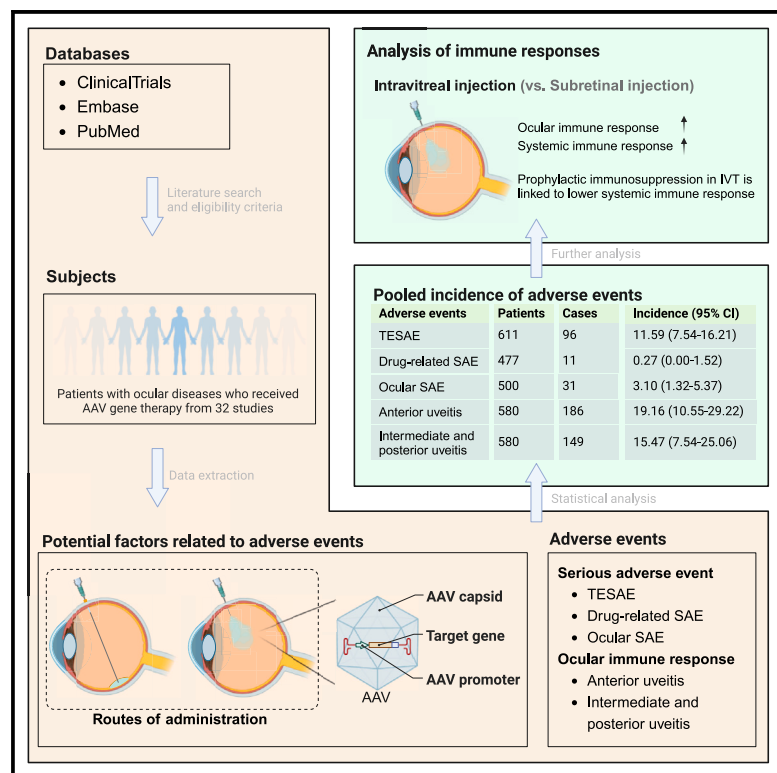 Databases
• ClinicalTrials
• Embase
• PubMed
Literature search
and eligibility criteria
Subjects
Patients with ocular diseases who received
AAV gene therapy from 32 studies
Data extraction
Potential factors related to adverse events
AAV capsid
Target gene
AAV promoter
AAV
Routes of administration
Adverse events
Serious adverse event
• TESAE
• Drug-related SAE
• Ocular SAE
Ocular immune response
• Anterior uveitis
• Intermediate and
posterior uveitis
Statistical analysis
Pooled incidence of adverse events
Adverse events Patients Cases Incidence (95% CI)
TESAE 611 96 11.59 (7.54-16.21)
Drug-related SAE 477 11 0.27 (0.00-1.52)
Ocular SAE 500 31 3.10 (1.32-5.37)
Anterior uveitis 580 186 19.16 (10.55-29.22)
Intermediate and
posterior uveitis 580 149 15.47 (7.54-25.06)
Further analysis
Analysis of immune responses
Intravitreal injection (vs. Subretinal injection)
Ocular immune response ↑
Systemic immune response ↑
Prophylactic immunosuppression in IVT is
linked to lower systemic immune response